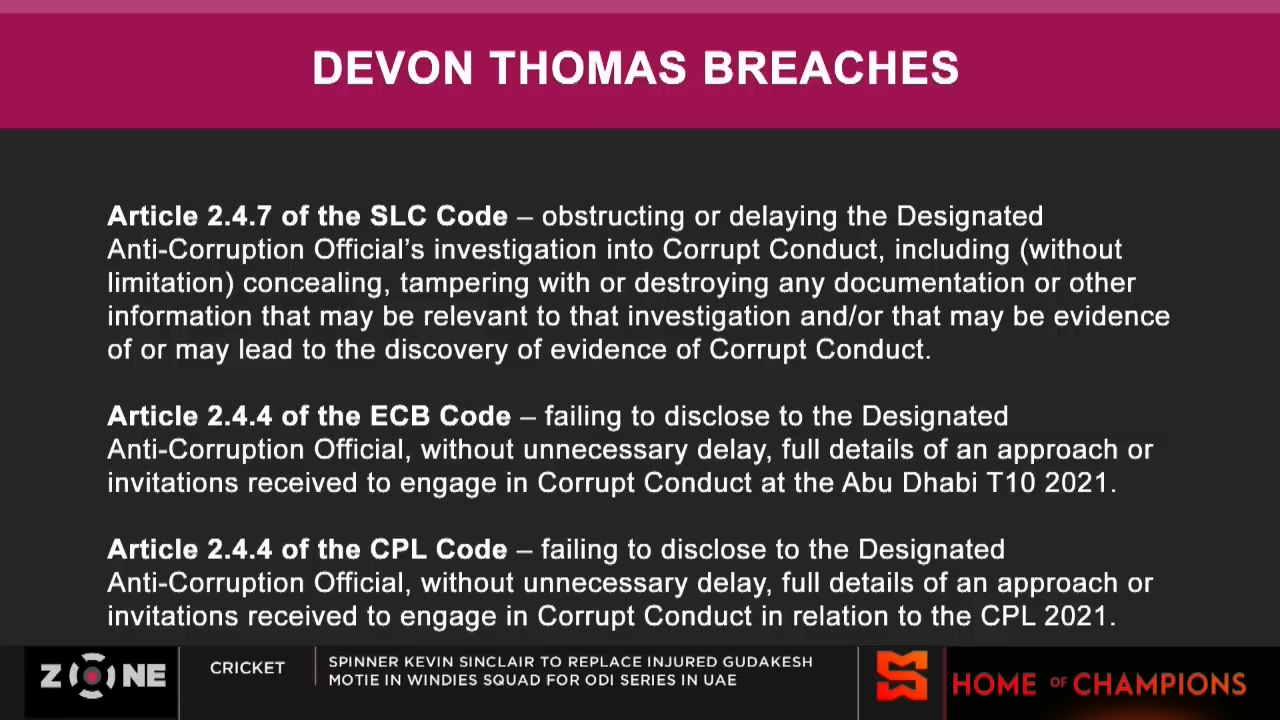 DEVON THOMAS BREACHES
Article 2.4.7 of the SLC Code – obstructing or delaying the Designated
Anti-Corruption Official’s investigation into Corrupt Conduct, including (without
limitation) concealing, tampering with or destroying any documentation or other
information that may be relevant to that investigation and/or that may be evidence
of or may lead to the discovery of evidence of Corrupt Conduct.
Article 2.4.4 of the ECB Code – failing to disclose to the Designated
Anti-Corruption Official, without unnecessary delay, full details of an approach or
invitations received to engage in Corrupt Conduct at the Abu Dhabi T10 2021.
Article 2.4.4 of the CPL Code – failing to disclose to the Designated
Anti-Corruption Official, without unnecessary delay, full details of an approach or
invitations received to engage in Corrupt Conduct in relation to the CPL 2021.
ZONE
CRICKET
SPINNER KEVIN SINCLAIR TO REPLACE INJURED GUDAKESH
MOTIE IN WINDIES SQUAD FOR ODI SERIES IN UAE
HOME OF CHAMPIONS